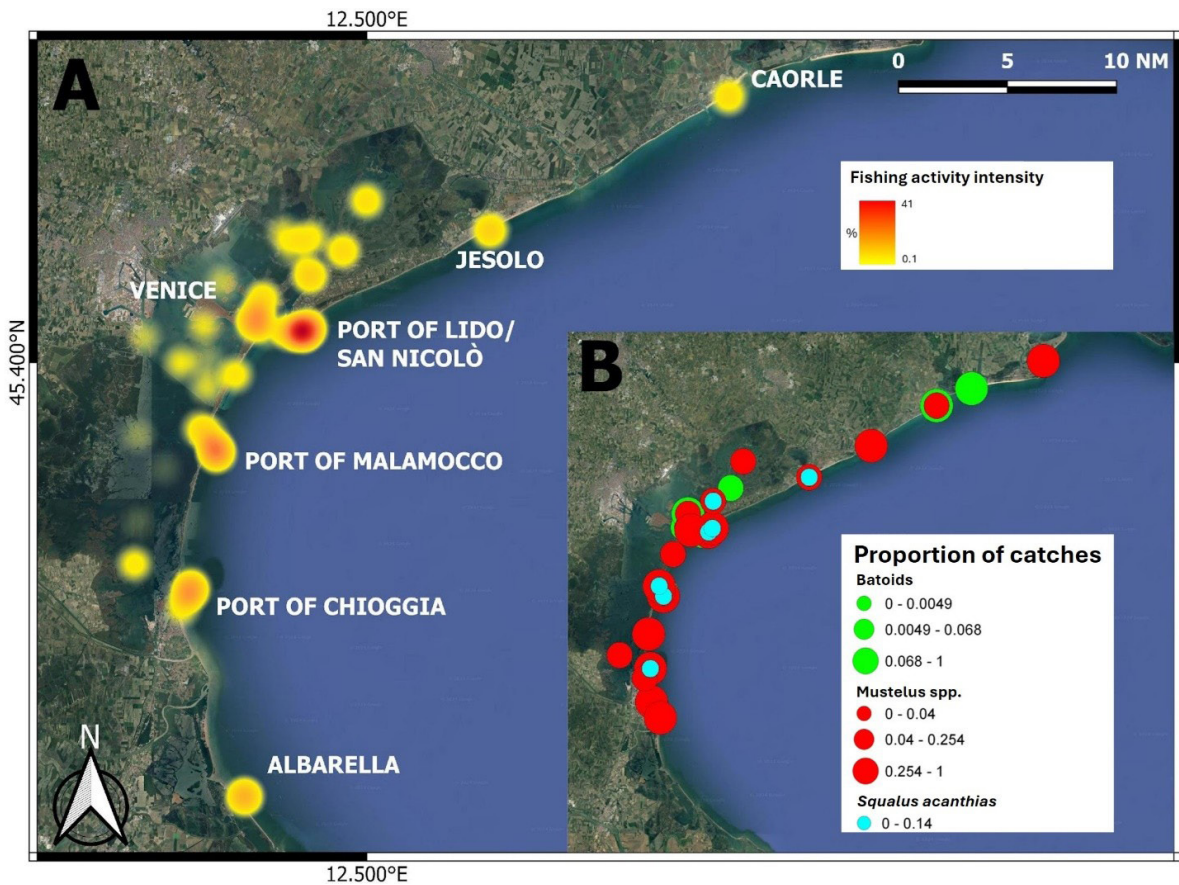 12.500°E
A
CAORLE
0 5 10 NM
Fishing activity intensity
41
%
0.1
JESOLO
VENICE
PORT OF LIDO/
SAN NICOLÒ
45.400°N
B
PORT OF MALAMOCCO
PORT OF CHIOGGIA
Proportion of catches
Batoids
0 - 0.0049
0.0049 - 0.068
0.068 - 1
Mustelus spp.
0 - 0.04
0.04 - 0.254
0.254 - 1
Squalus acanthias
0 - 0.14
N
ALBARELLA
12.500°E